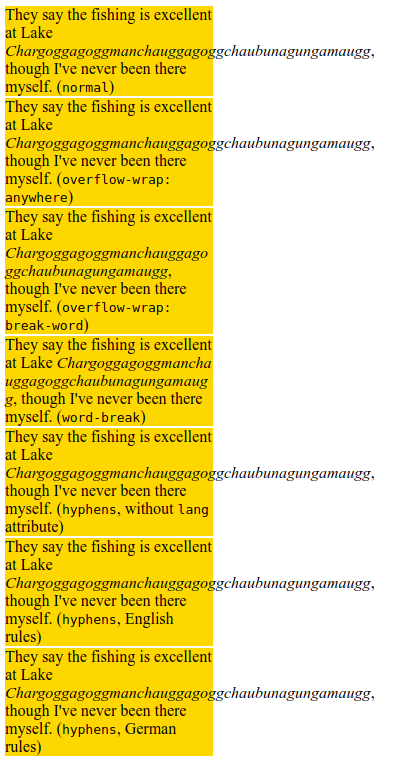 They say the fishing is excellent
at Lake
Chargoggagoggmanchauggagoggchaubunagungamaugg,
though I've never been there
myself. (normal)
They say the fishing is excellent
at Lake
Chargoggagoggmanchauggagoggchaubunagungamaugg,
though I've never been there
myself. (overflow-wrap:
anywhere)
They say the fishing is excellent
at Lake
Chargoggagoggmanchauggago
ggchaubunagungamaugg,
though I've never been there
myself. (overflow-wrap:
break-word)
They say the fishing is excellent
at Lake Chargoggagoggmancha
uggagoggchaubunagungamaug
g, though I've never been there
myself. (word-break)
They say the fishing is excellent
at Lake
Chargoggagoggmanchauggagoggchaubunagungamaugg,
though I've never been there
myself. (hyphens, without lang
attribute)
They say the fishing is excellent
at Lake
Chargoggagoggmanchauggagoggchaubunagungamaugg,
though I've never been there
myself. (hyphens, English
rules)
They say the fishing is excellent
at Lake
Chargoggagoggmanchauggagoggchaubunagungamaugg,
though I've never been there
myself. (hyphens, German
rules)